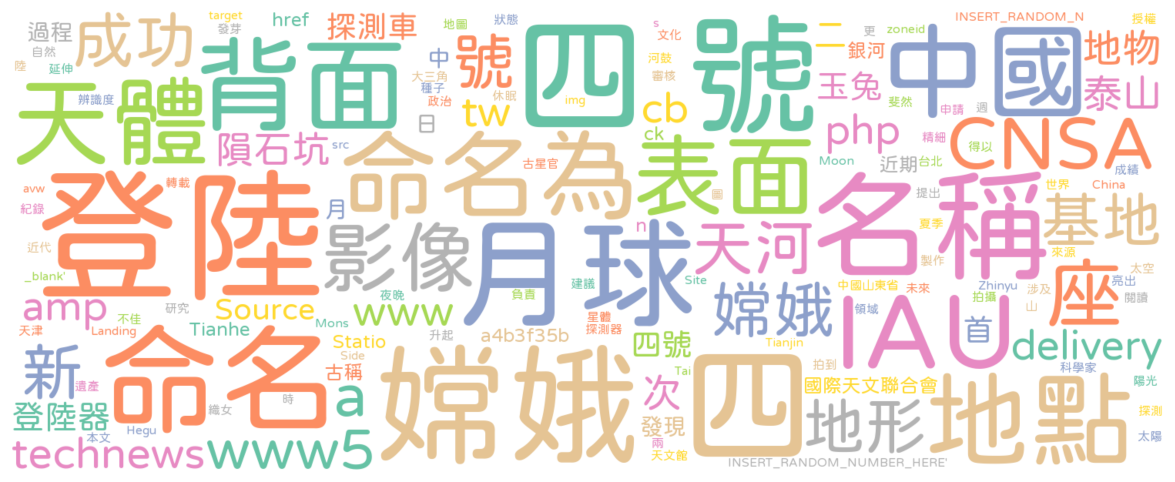 過程
成功
target
發芽
href
探測車
狀態
地圖
s
文化
二
更
zoneid
INSERT_RANDOM_N
授權
自然
陸
延伸
背面
中
號
大三角
河鼓
審核
四
號
銀河
中國
地物
天體
辨識度
種子
政治
休眠
tw
img
cb
玉兔
斐然
申請
週
泰山
隕石坑
src
日
ck
php
精細
得以
CNSA
命名為
古星官
表面
Moon
近期
台北
成績
avw
轉載
登陸
紀錄
月
影像
月球
n
圖
天河
名稱
提出
夏季
世界
China
基地
近代
來源
_blank'
amp
不佳
研究
Source
夜晚
www
負責
建議
星體
探測器
Site
製作
中國山東省
未來
Zhinyu
拍攝
涉及
山
座
太空
亮出
閱讀
嫦娥
領域
IAU
首
天津
Landing
Tianhe
Mons
Statio
升起
a4b3f35b
四號
Tianjin
delivery
科學家
陽光
新
遺產
命名
Side
古稱
Tai
拍到
國際天文聯合會
登陸器
織女
時
a
嫦娥
四
次
發現
地形
地點
探測
太陽
本文
Hegu
technews
www5
兩
天文館
INSERT_RANDOM_NUMBER_HERE'